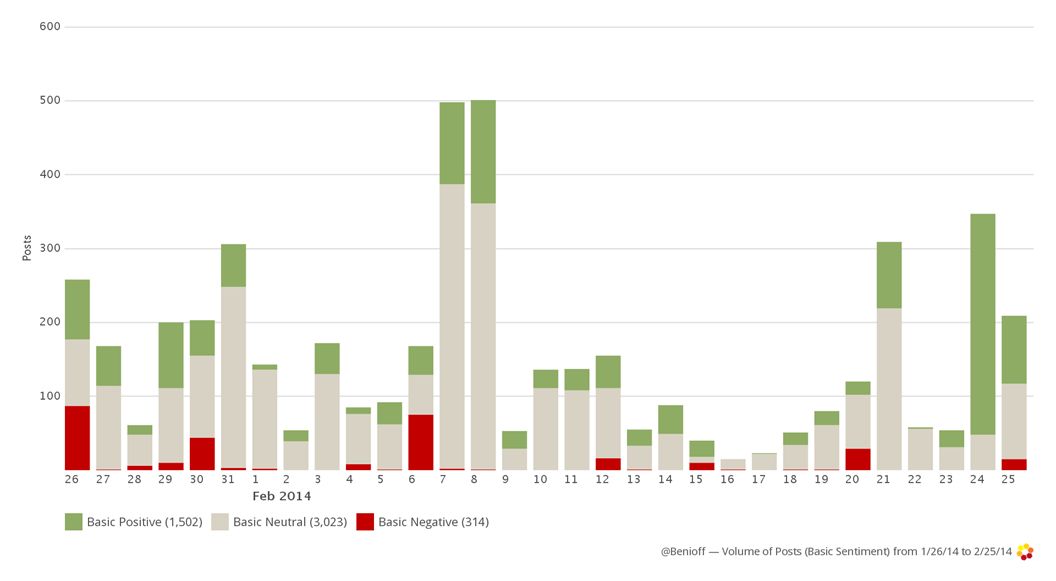 600
500
400
300
200
100
Posts
26 27 28 29 30 31 1 2 3 4 5 6 7 8 9 10 11 12 13 14 15 16 17 18 19 20 21 22 23 24 25
Feb 2014
Basic Positive (1,502) Basic Neutral (3,023) Basic Negative (314)
@Benioff — Volume of Posts (Basic Sentiment) from 1/26/14 to 2/25/14